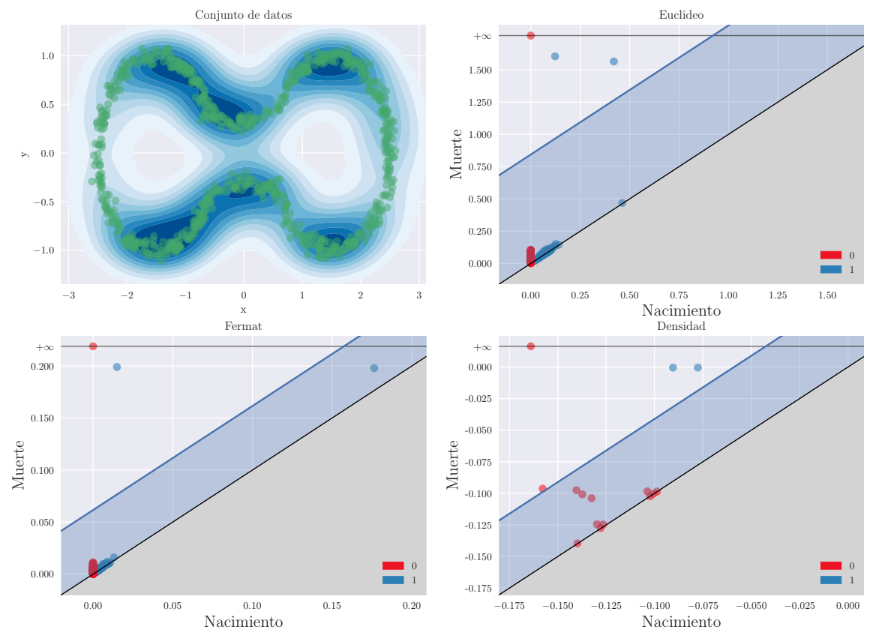 Conjunto de datos
1.0
0.5
0.0
−0.5
−1.0
y
−3 −2 −1 0 1 2 3
x
Euclideo
+∞
1.500
1.250
1.000
0.750
0.500
0.250
0.000
Muerte
0.00 0.25 0.50 0.75 1.00 1.25 1.50
Nacimiento
0
1
Fermat
+∞
0.200
0.150
0.100
0.050
0.000
Muerte
0.00 0.05 0.10 0.15 0.20
Nacimiento
0
1
Densidad
+∞
0.000
-0.025
-0.050
-0.075
-0.100
-0.125
-0.150
-0.175
Muerte
−0.175 −0.150 −0.125 −0.100 −0.075 −0.050 −0.025 0.000
Nacimiento
0
1